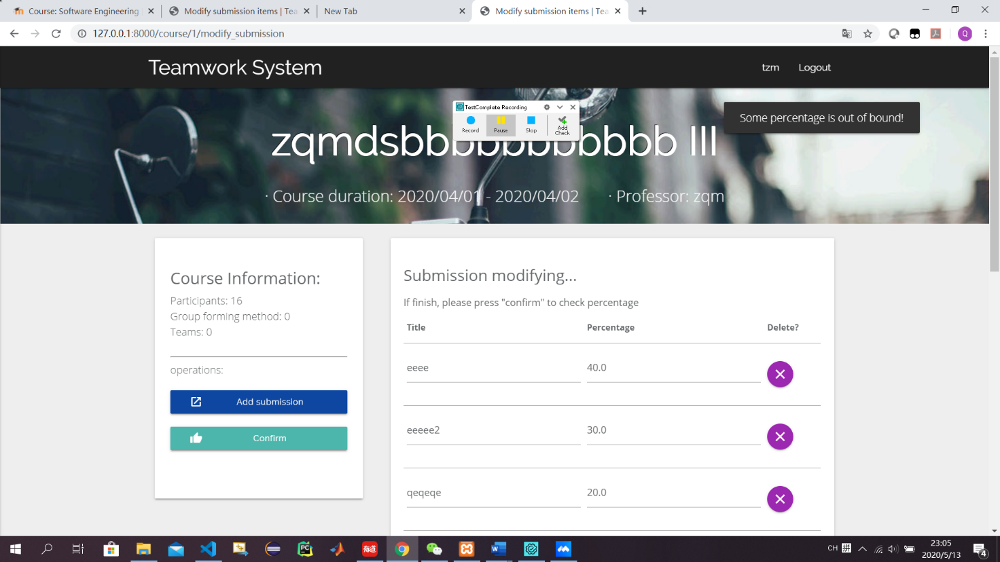 Course: Software Engineering
Modify submission items | Tea
New Tab
Modify submission items | Tea
127.0.0.1:8000/course/1/modify_submission
Q
Teamwork System
tzm
Logout
TestComplete Recording
Record
Pause
Stop
Add
Check
Some percentage is out of bound!
· Course duration: 2020/04/01 - 2020/04/02
· Professor: zqm
Course Information:
Participants: 16
Group forming method: 0
Teams: 0
operations:
Add submission
Confirm
Submission modifying...
If finish, please press "confirm" to check percentage
Title
Percentage
Delete?
eeee
40.0
eeeee2
30.0
qeqeqe
20.0
PC
W
CH
拼
23:05
2020/5/13
4